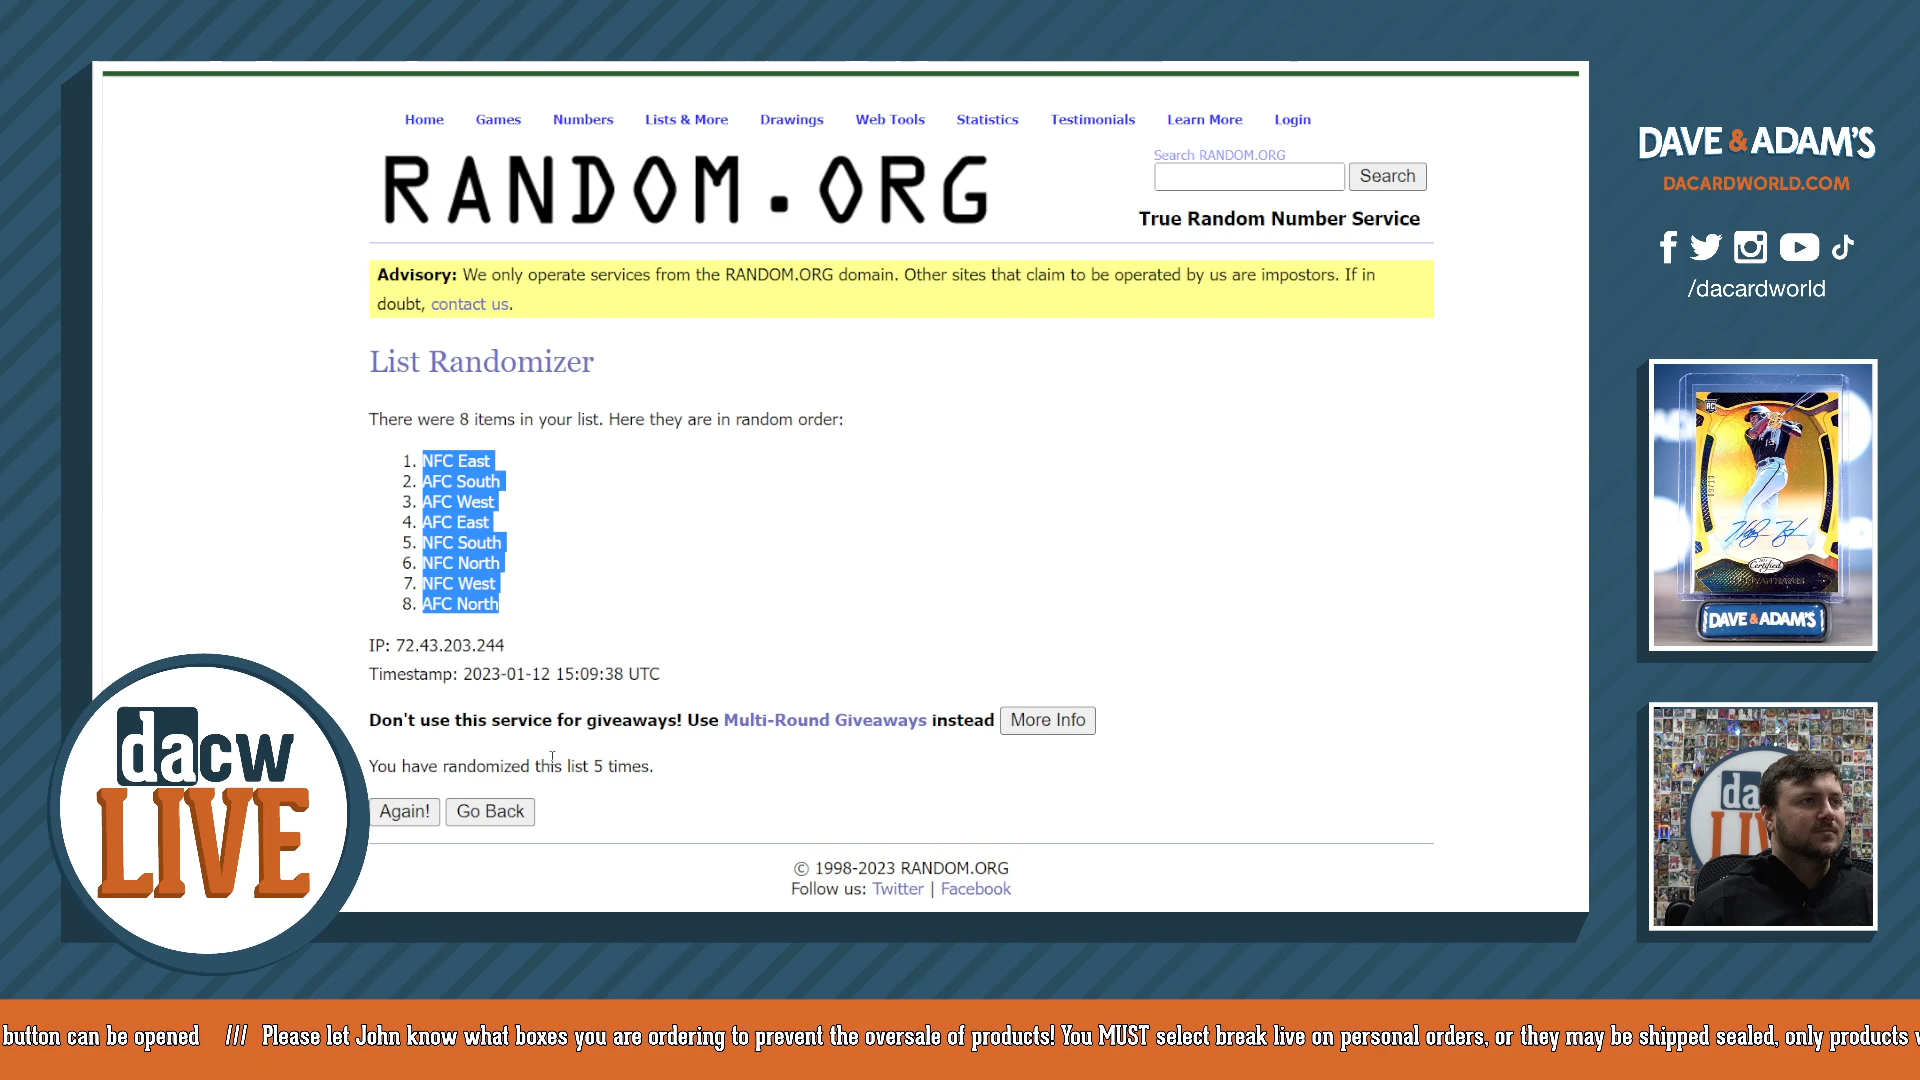 Home Games Numbers Lists & More Drawings Web Tools Statistics Testimonials Learn More Login
RANDOM.ORG
Search RANDOM.ORG
Search
True Random Number Service
Advisory: We only operate services from the RANDOM.ORG domain. Other sites that claim to be operated by us are impostors. If in
doubt, contact us.
List Randomizer
There were 8 items in your list. Here they are in random order:
1. NFC East
2. AFC South
3. AFC West
4. AFC East
5. NFC South
6. NFC North
7. NFC West
8. AFC North
IP: 72.43.203.244
Timestamp: 2023-01-12 15:09:38 UTC
Don't use this service for giveaways! Use Multi-Round Giveaways instead More Info
You have randomized this list 5 times.
Again! Go Back
© 1998-2023 RANDOM.ORG
Follow us: Twitter | Facebook
dacw
LIVE
DAVE & ADAM'S
DACARDWORLD.COM
/dacardworld
RC
Certified
DAVE & ADAM'S
da
button can be opened /// Please let John know what boxes you are ordering to prevent the oversale of products! You MUST select break live on personal orders, or they may be shipped sealed, only products